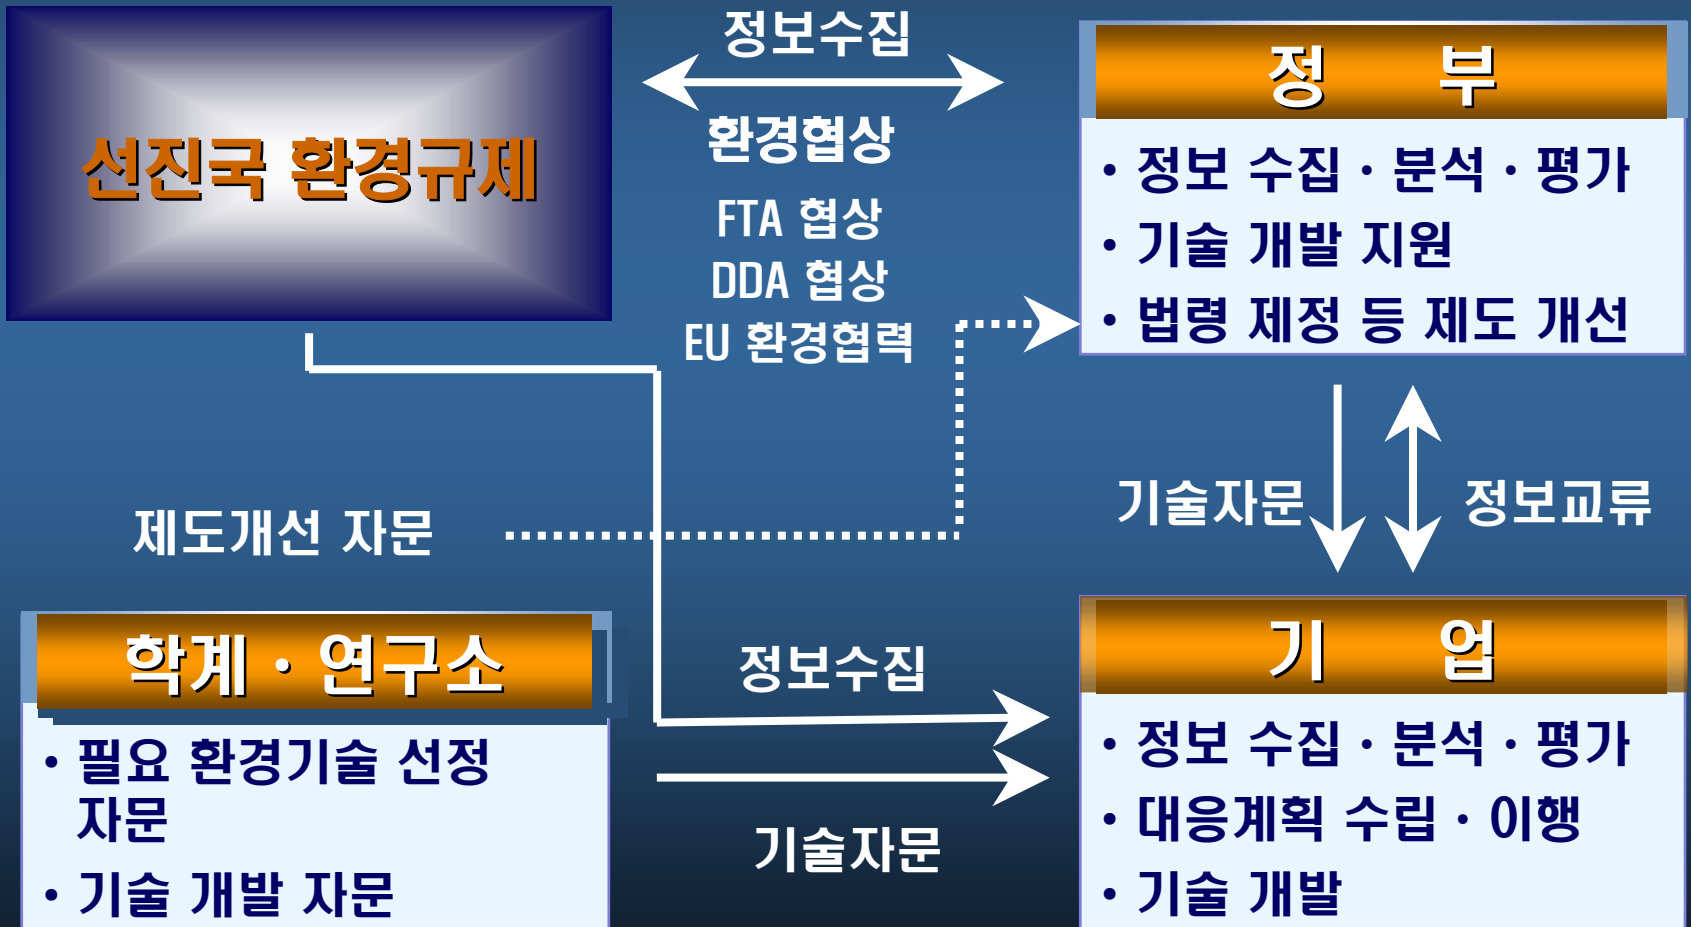 선진국 환경규제
정보수집
환경협상
FTA 협상
DDA 협상
EU 환경협력
정 부
• 정보 수집 · 분석 · 평가
• 기술 개발 지원
• 법령 제정 등 제도 개선
기술자문
정보교류
제도개선 자문
학계 · 연구소
• 필요 환경기술 선정
자문
• 기술 개발 자문
정보수집
기술자문
기 업
• 정보 수집 · 분석 · 평가
• 대응계획 수립 · 이행
• 기술 개발